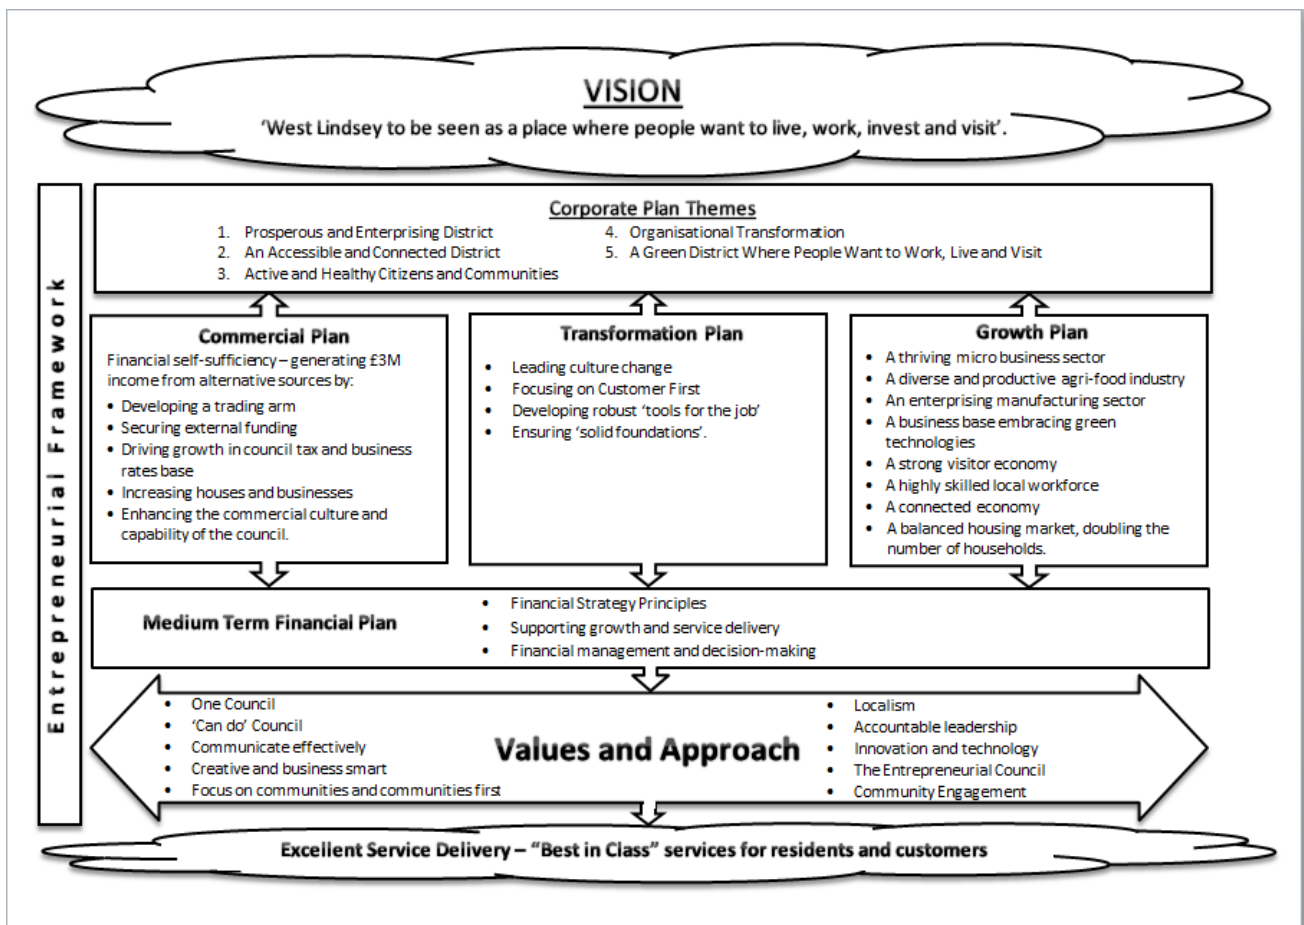 VISION
'West Lindsey to be seen as a place where people want to live, work, invest and visit'.
Entrepreneurial Framework
Corporate Plan Themes
1. Prosperous and Enterprising District
2. An Accessible and Connected District
3. Active and Healthy Citizens and Communities
4. Organisational Transformation
5. A Green District Where People Want to Work, Live and Visit
Commercial Plan
Financial self-sufficiency – generating £3M
income from alternative sources by:
• Developing a trading arm
• Securing external funding
• Driving growth in council tax and business
rates base
• Increasing houses and businesses
• Enhancing the commercial culture and
capability of the council.
Transformation Plan
• Leading culture change
• Focusing on Customer First
• Developing robust 'tools for the job'
• Ensuring 'solid foundations'.
Growth Plan
• A thriving micro business sector
• A diverse and productive agri-food industry
• An enterprising manufacturing sector
• A business base embracing green
technologies
• A strong visitor economy
• A highly skilled local workforce
• A connected economy
• A balanced housing market, doubling the
number of households.
Medium Term Financial Plan
• Financial Strategy Principles
• Supporting growth and service delivery
• Financial management and decision-making
• One Council
• 'Can do' Council
• Communicate effectively
• Creative and business smart
• Focus on communities and communities first
Values and Approach
• Localism
• Accountable leadership
• Innovation and technology
• The Entrepreneurial Council
• Community Engagement
Excellent Service Delivery – "Best in Class" services for residents and customers